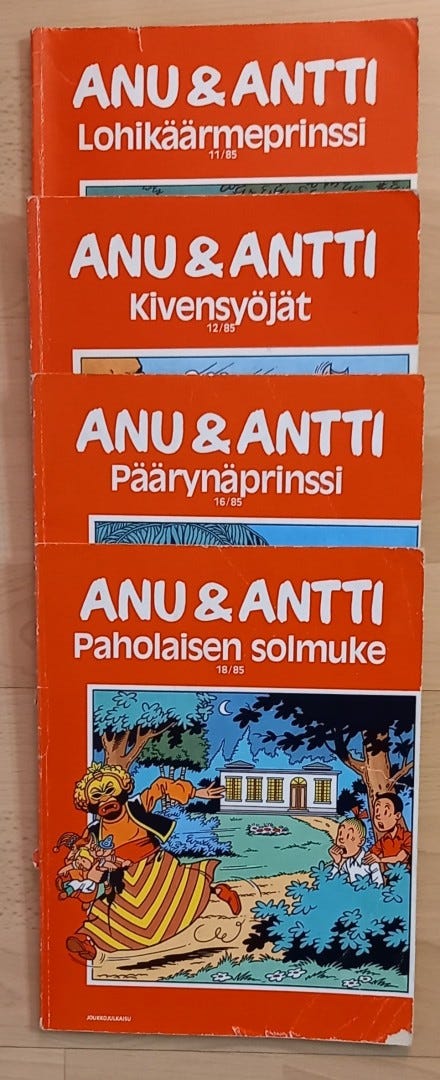 ANU & ANTTI
Lohikäärmeprinssi
11/85
ANU & ANTTI
Kivensyöjät
12/85
ANU & ANTTI
Päärynäprinssi
16/85
ANU & ANTTI
Paholaisen solmuke
18/85
JOUKKOJULKAISU